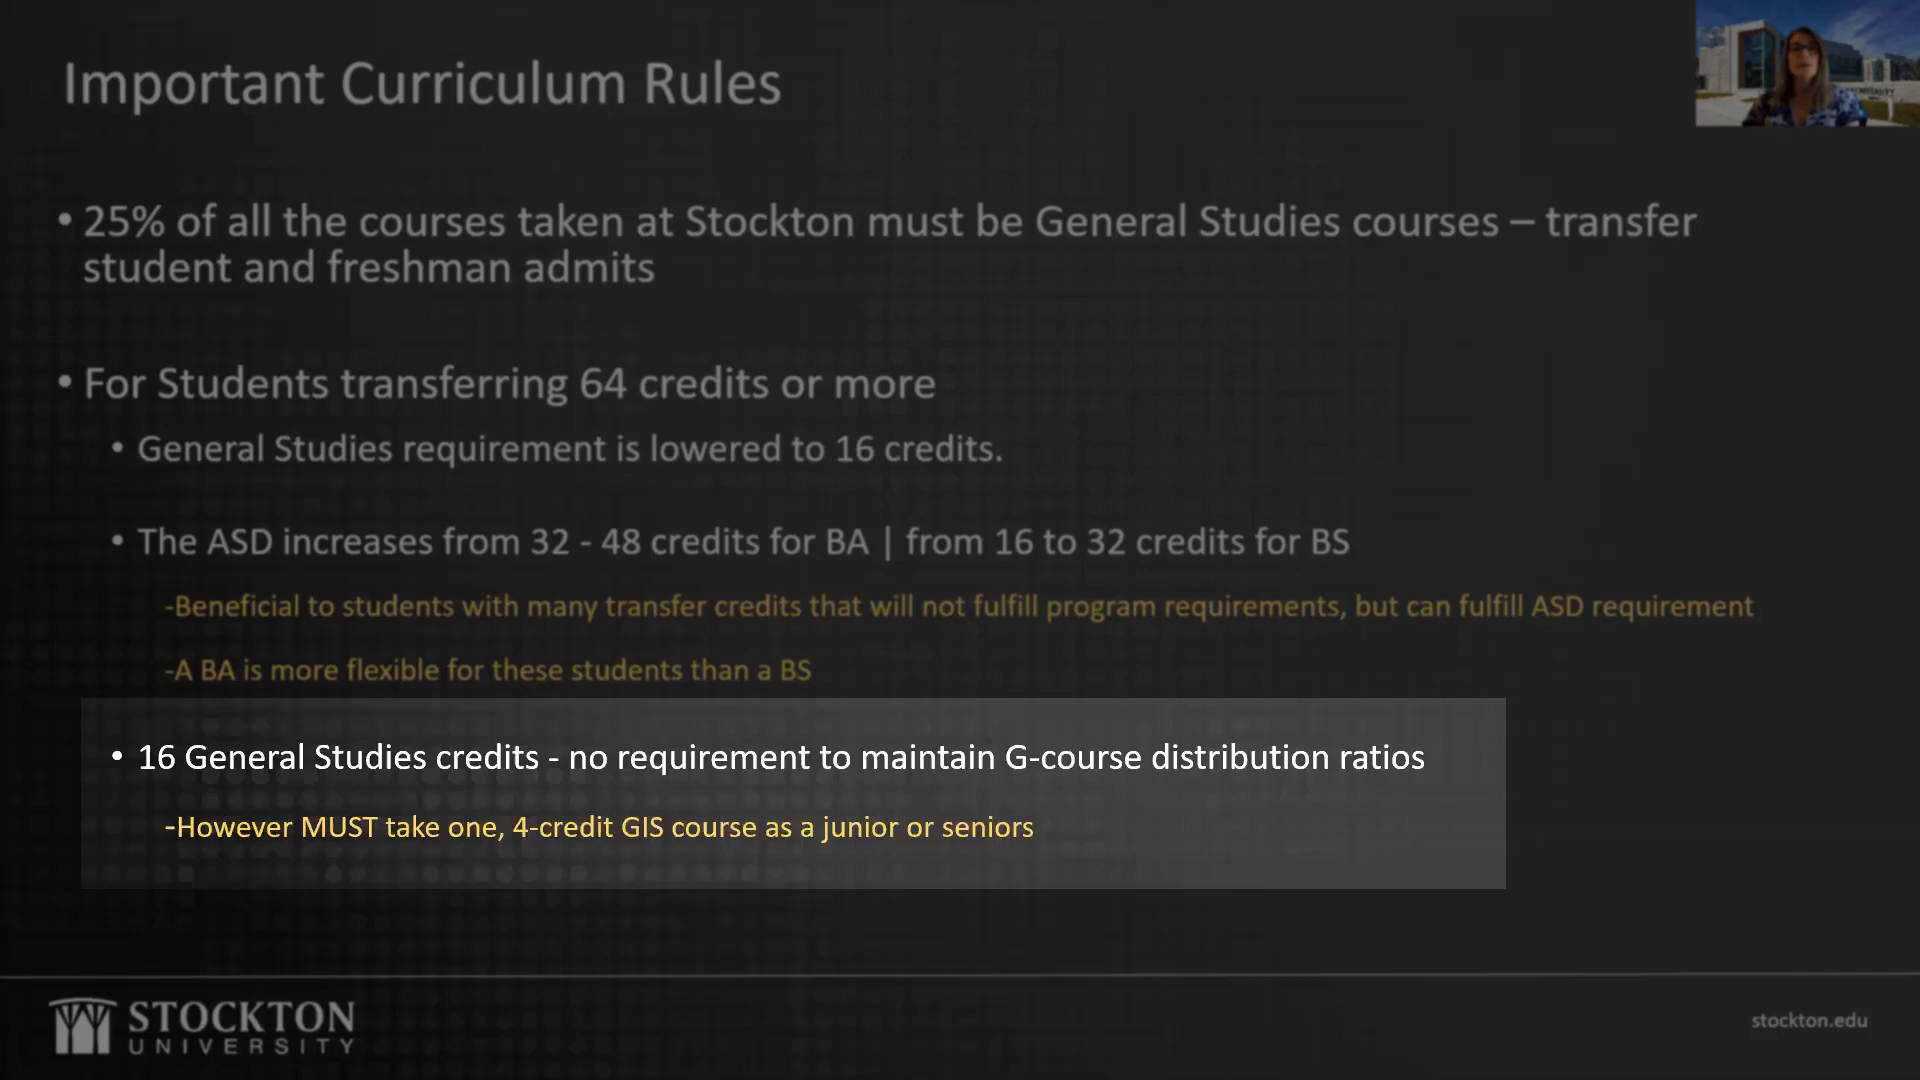 Important Curriculum Rules
• 25% of all the courses taken at Stockton must be General Studies courses – transfer
student and freshman admits
• For Students transferring 64 credits or more
• General Studies requirement is lowered to 16 credits.
• The ASD increases from 32 - 48 credits for BA | from 16 to 32 credits for BS
-Beneficial to students with many transfer credits that will not fulfill program requirements, but can fulfill ASD requirement
-A BA is more flexible for these students than a BS
• 16 General Studies credits - no requirement to maintain G-course distribution ratios
-However MUST take one, 4-credit GIS course as a junior or seniors
STOCKTON
UNIVERSITY
stockton.edu